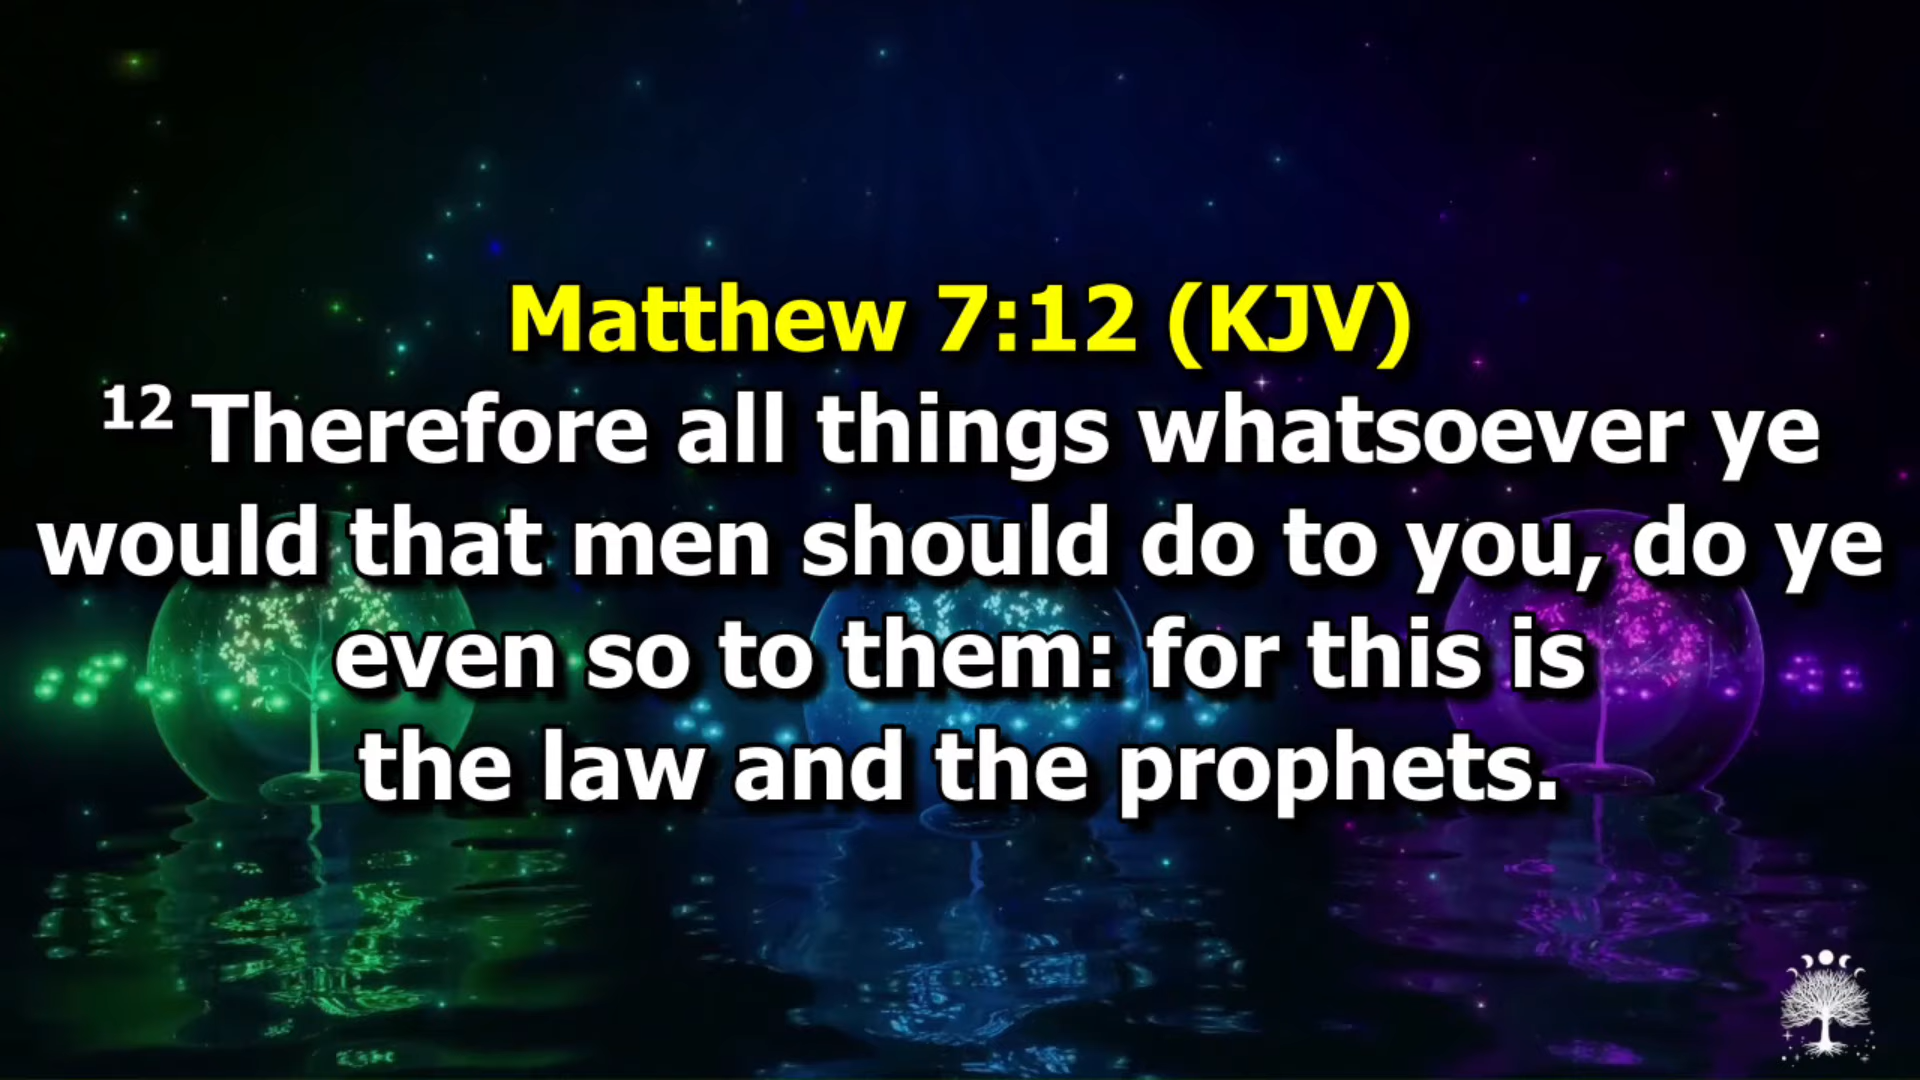 Matthew 7:12 (KJV)
12 Therefore all things whatsoever ye
would that men should do to you, do ye
even so to them: for this is
the law and the prophets.